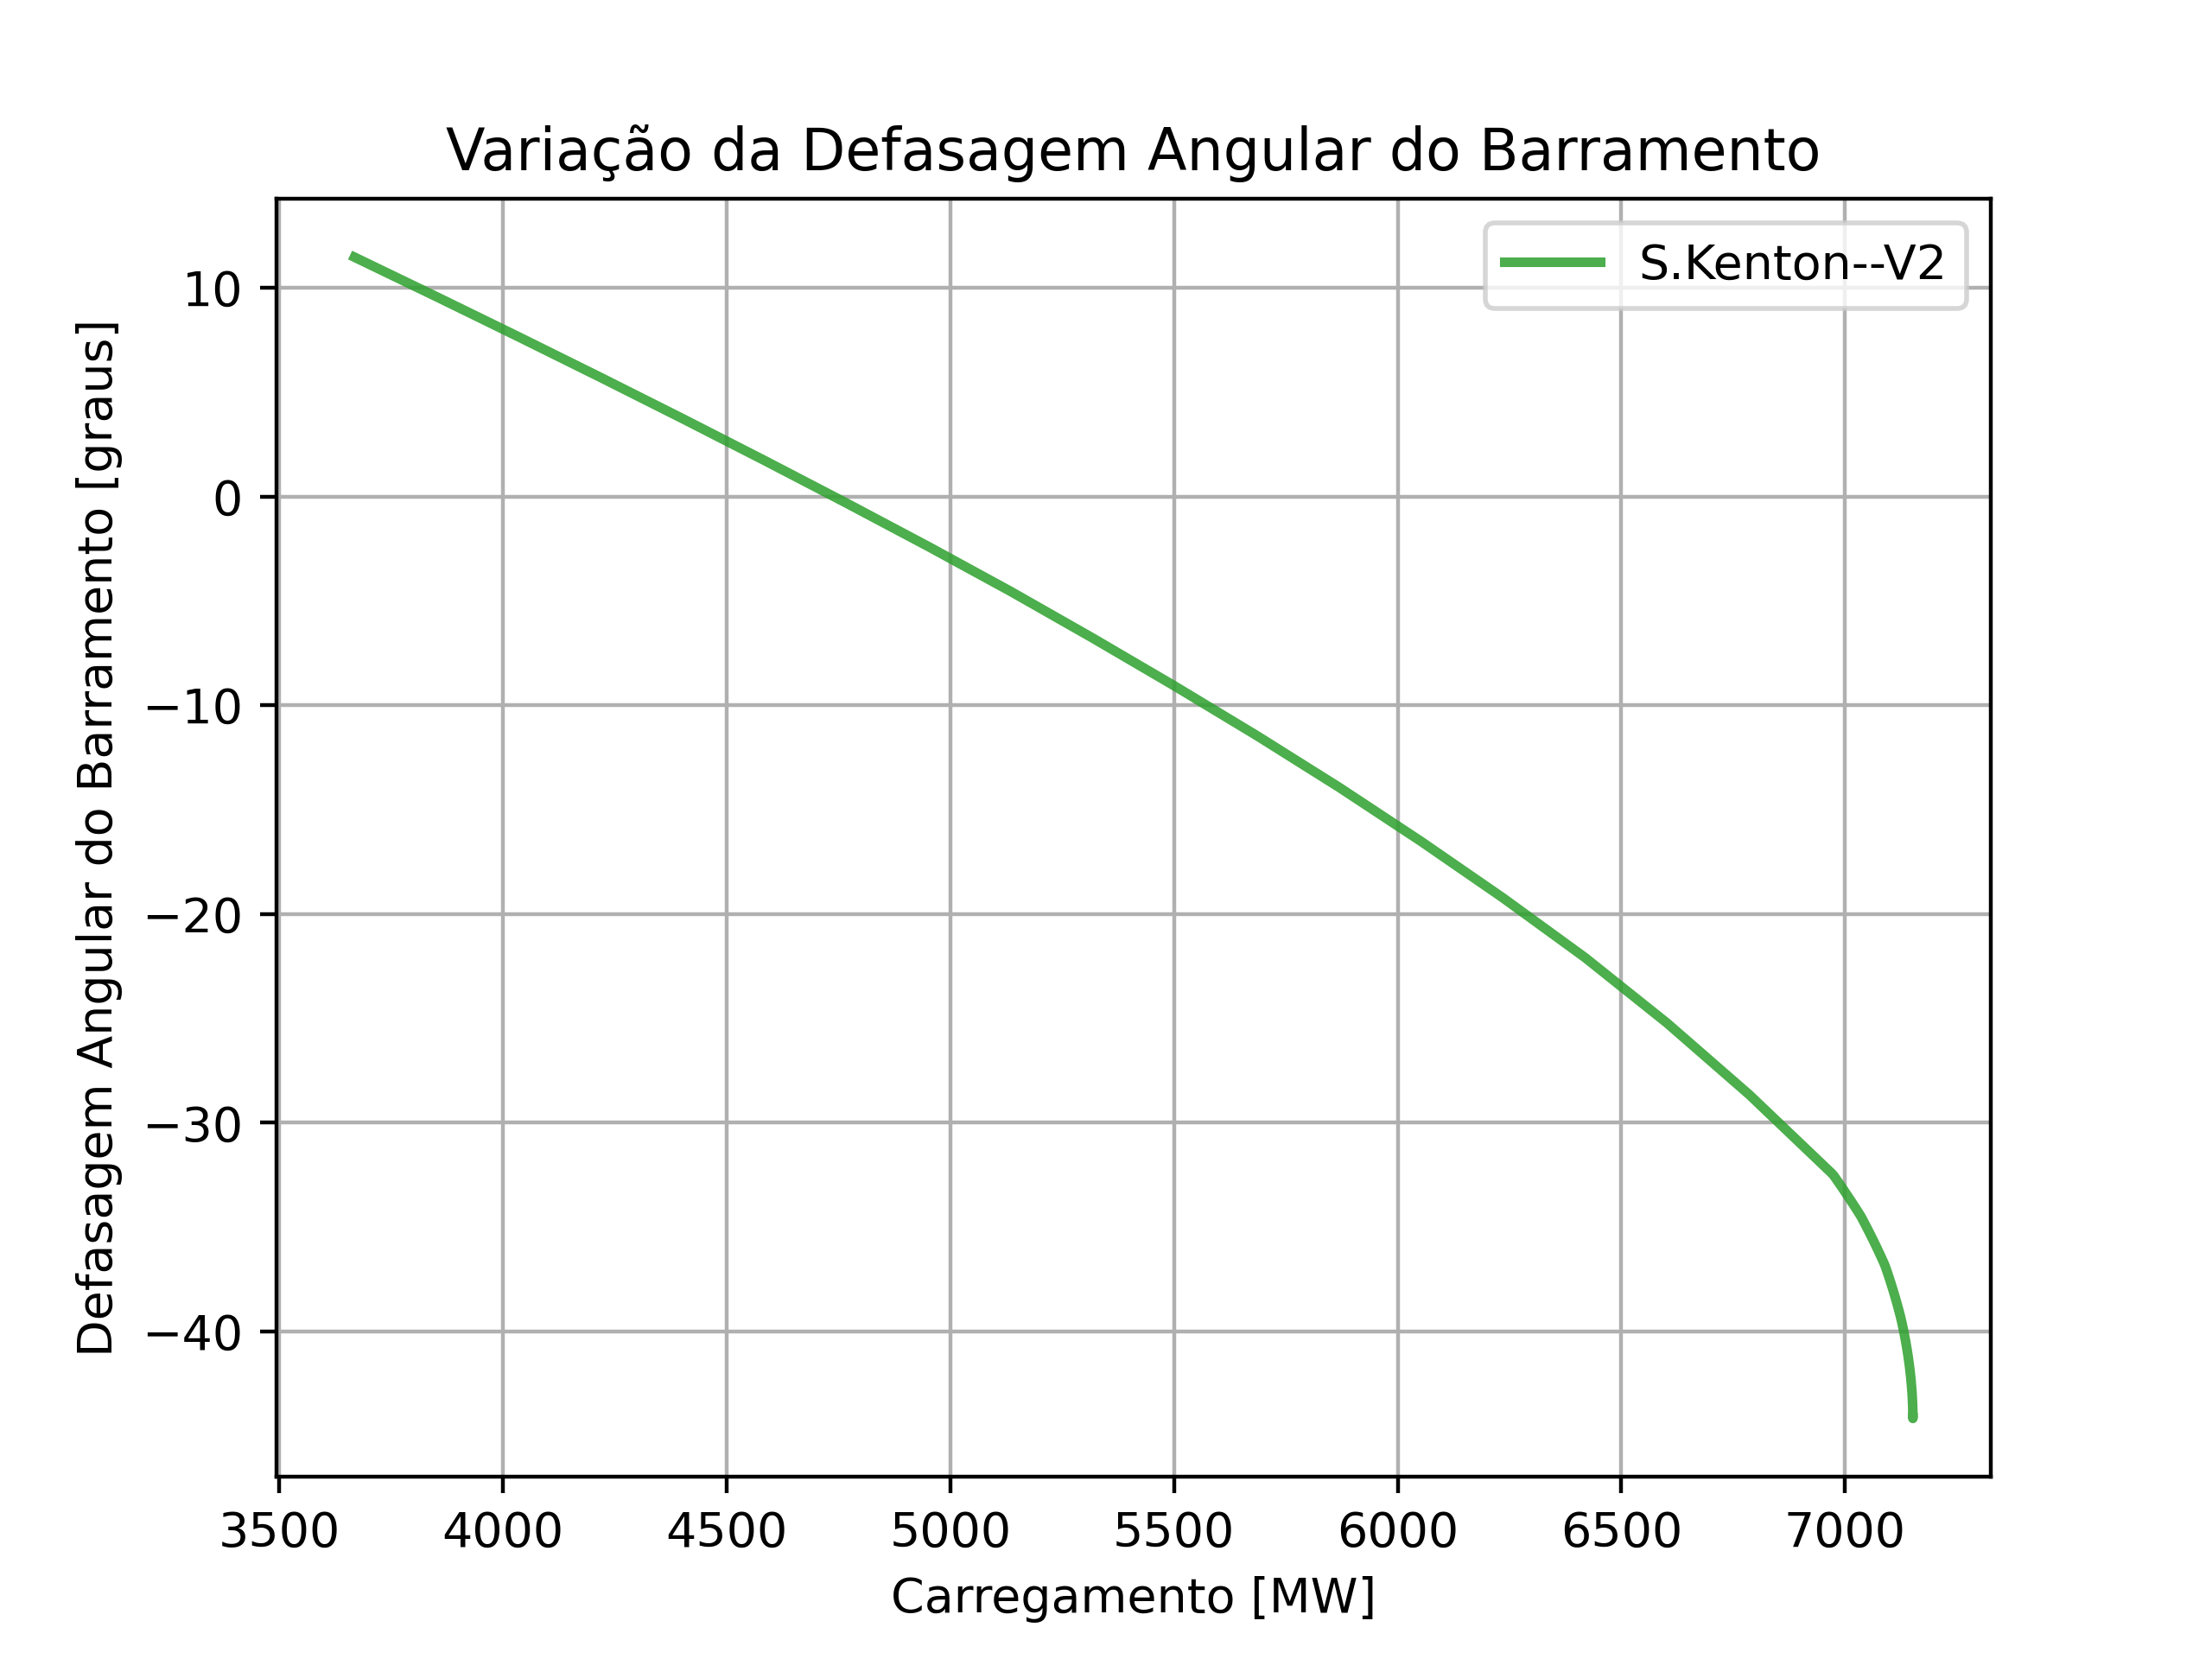 Variação da Defasagem Angular do Barramento
S.Kenton--V2
Defasagem Angular do Barramento [graus]
10
0
−10
−20
−30
−40
3500 4000 4500 5000 5500 6000 6500 7000
Carregamento [MW]